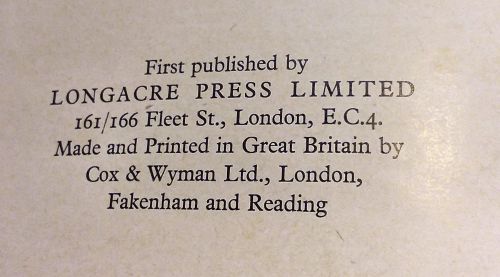 First published by
LONGACRE PRESS LIMITED
161/166 Fleet St., London, E.C.4.
Made and Printed in Great Britain by
Cox & Wyman Ltd., London,
Fakenham and Reading